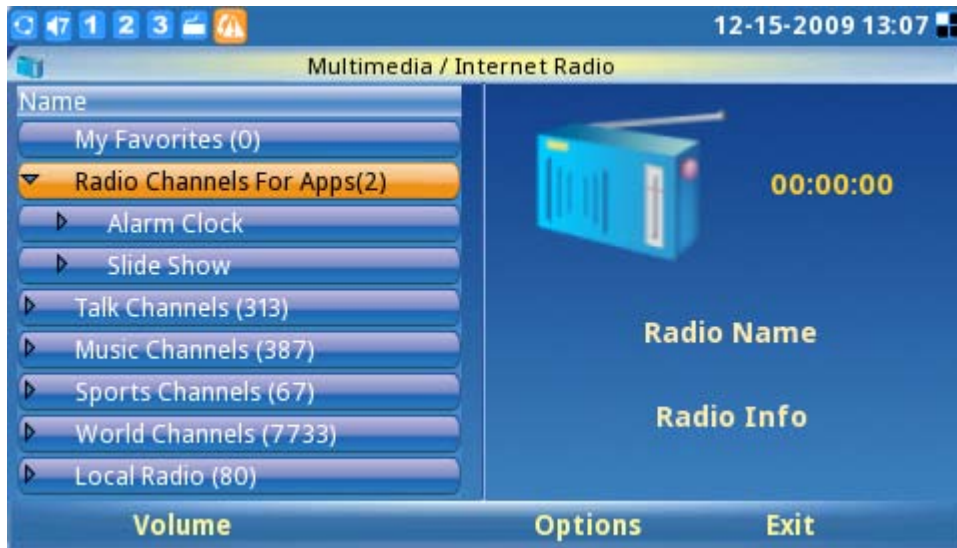 7 1 2 3 12-15-2009 13:07
Multimedia / Internet Radio
Name
My Favorites (0)
Radio Channels For Apps(2)
Alarm Clock
Slide Show
Talk Channels (313)
Music Channels (387)
Sports Channels (67)
World Channels (7733)
Local Radio (80)
00:00:00
Radio Name
Radio Info
Volume Options Exit